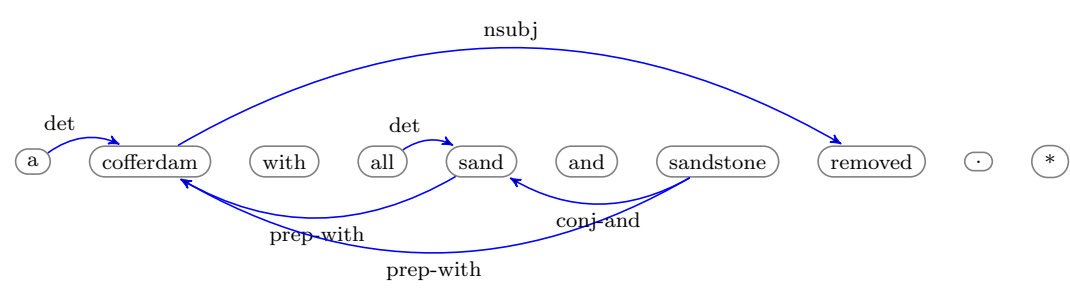 nsubj
det
det
a cofferdam with all sand and sandstone removed . *
conj-and
prep-with
prep-with